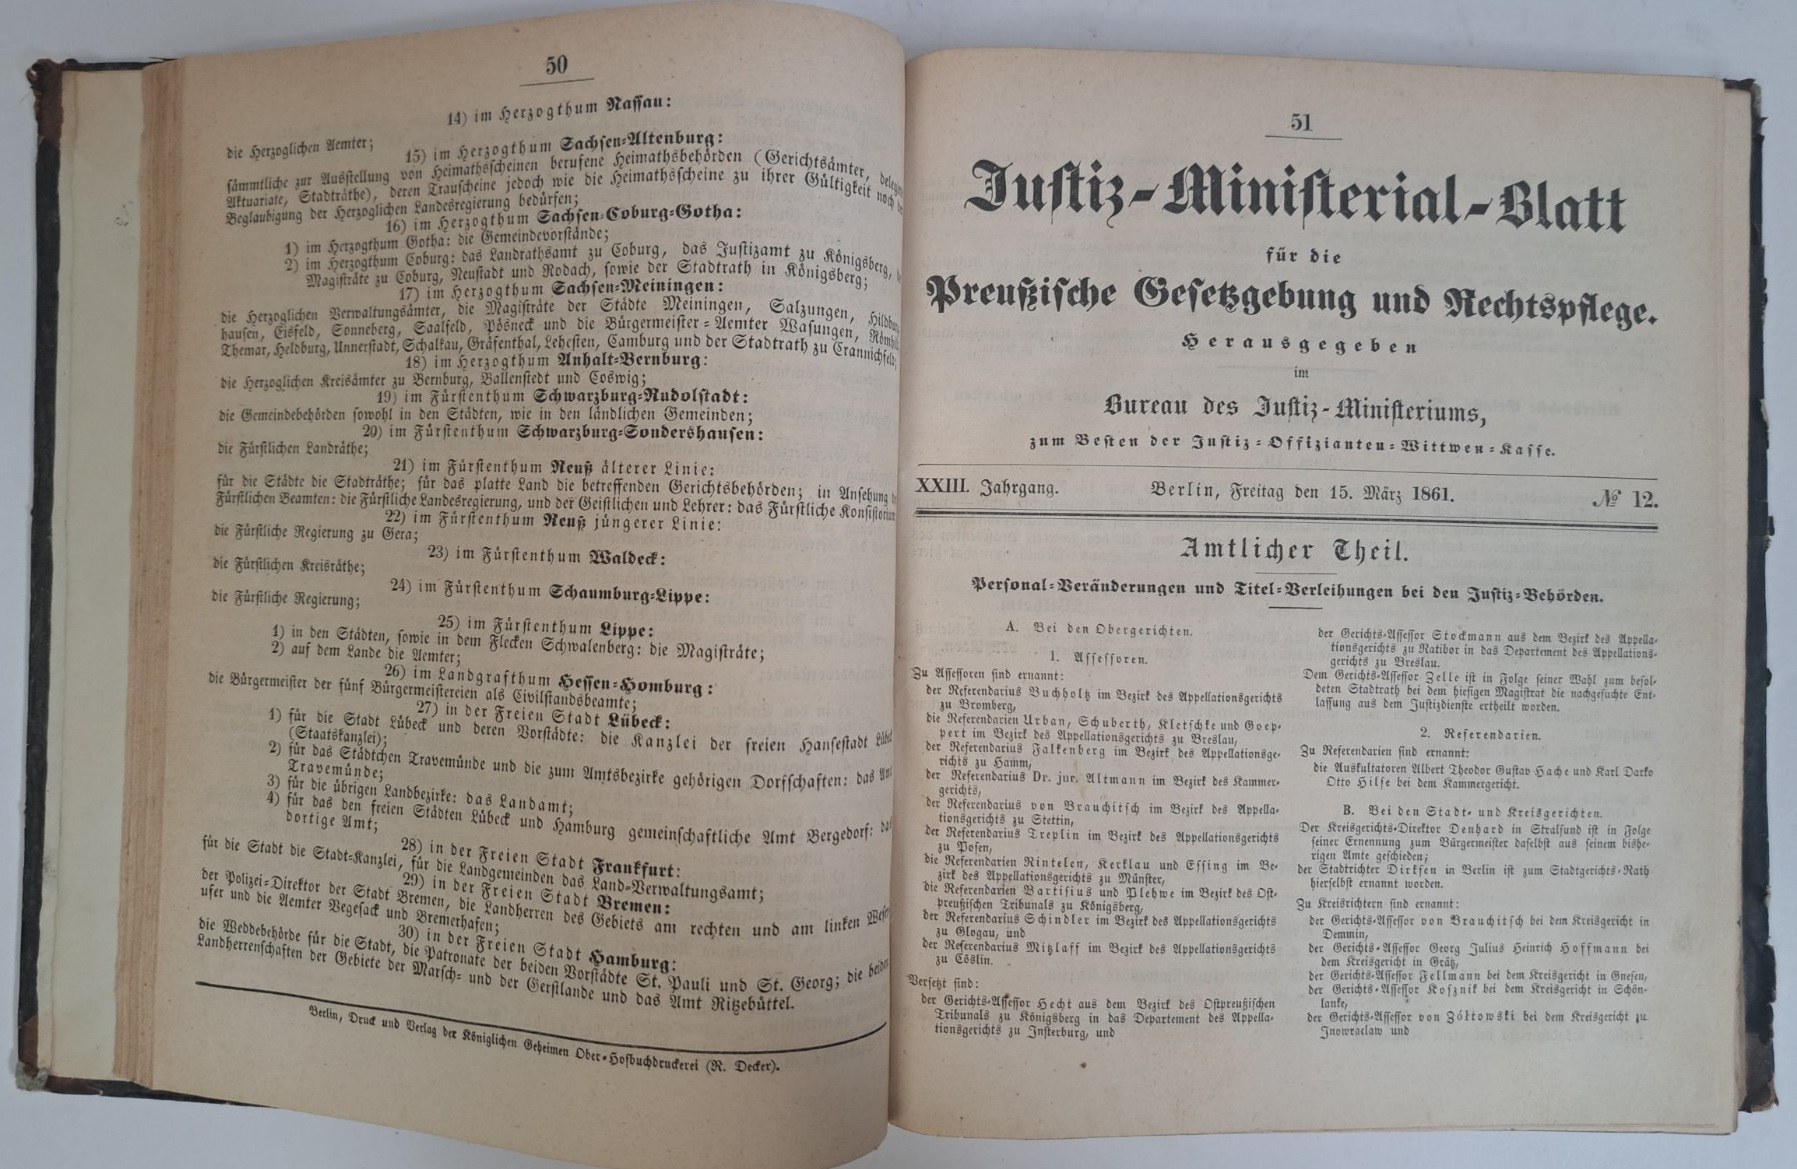 50
14) im Herzogthum Nassau:
die Herzoglichen Aemter;
15) im Herzogthum Sachsen-Altenburg:
sämmtliche zur Ausstellung von Heimathsscheinen berufene Heimathsbehörden (Gerichtsämter,
Aktuariate, Stadträthe), deren Trauscheine jedoch wie die Heimathsscheine zu ihrer Gültigkeit noch
Beglaubigung der Herzoglichen Landesregierung bedürfen;
16) im Herzogthum Sachsen-Coburg-Gotha:
1) im Herzogthum Gotha: die Gemeindevorstände;
2) im Herzogthum Coburg: das Landrathsamt zu Coburg, das Justizamt zu Königsberg,
Magisträte zu Coburg, Neustadt und Rodach, sowie der Stadtrath in Königsberg;
17) im Herzogthum Sachsen-Meiningen:
die Herzoglichen Verwaltungsämter, die Magisträte der Städte Meiningen, Salzungen,
hausen, Eisfeld, Sonneberg, Saalfeld, Pösneck und die Bürgermeister-Aemter Wasungen,
Themar, Heldburg, Unnerstadt, Schalkau, Gräfenthal, Lehesten, Camburg und der Stadtrath zu Crannichfeld;
18) im Herzogthum Anhalt-Bernburg:
die Herzoglichen Kreisämter zu Bernburg, Ballenstedt und Coswig;
19) im Fürstenthum Schwarzburg-Rudolstadt:
die Gemeindebehörden sowohl in den Städten, wie in den ländlichen Gemeinden;
20) im Fürstenthum Schwarzburg-Sondershausen:
die Fürstlichen Landräthe;
21) im Fürstenthum Reuß älterer Linie:
für die Städte die Stadträthe; für das platte Land die betreffenden Gerichtsbehörden; in Ansehung
Fürstlichen Beamten: die Fürstliche Landesregierung, und der Geistlichen und Lehrer: das Fürstliche Konsistorium
22) im Fürstenthum Reuß jüngerer Linie:
die Fürstliche Regierung zu Gera;
23) im Fürstenthum Waldeck:
die Fürstlichen Kreisräthe;
24) im Fürstenthum Schaumburg-Lippe:
die Fürstliche Regierung;
25) im Fürstenthum Lippe:
1) in den Städten, sowie in dem Flecken Schwalenberg: die Magisträte;
2) auf dem Lande die Aemter;
26) im Landgrafthum Hessen-Homburg:
die Bürgermeister der fünf Bürgermeistereien als Civilstandsbeamte;
27) in der Freien Stadt Lübeck:
1) für die Stadt Lübeck und deren Vorstädte: die Kanzlei der freien Hansestadt Lübeck
(Staatskanzlei);
2) für das Städtchen Travemünde und die zum Amtsbezirke gehörigen Dorfschaften: das Amt
Travemünde;
3) für die übrigen Landbezirke: das Landamt;
4) für das den freien Städten Lübeck und Hamburg gemeinschaftliche Amt Bergedorf: das
dortige Amt;
28) in der Freien Stadt Frankfurt:
für die Stadt die Stadt-Kanzlei, für die Landgemeinden das Land-Verwaltungsamt;
29) in der Freien Stadt Bremen:
der Polizei-Direktor der Stadt Bremen, die Landherren des Gebiets am rechten und am linken Weser-
ufer und die Aemter Vegesack und Bremerhafen;
30) in der Freien Stadt Hamburg:
die Weddebehörde für die Stadt, die Patronate der beiden Vorstädte St. Pauli und St. Georg; die beiden
Landherrenschaften der Gebiete der Marsch- und der Gerstlande und das Amt Ritzebüttel.
Berlin, Druck und Verlag der Königlichen Geheimen Ober-Hofbuchdruckerei (R. Decker).
51
Justiz-Ministerial-Blatt
für die
Preußische Gesetzgebung und Rechtspflege.
Herausgegeben
im
Bureau des Justiz-Ministeriums,
zum Besten der Justiz-Offizianten-Wittwen-Kasse.
XXIII. Jahrgang. Berlin, Freitag den 15. März 1861. № 12.
Amtlicher Theil.
Personal-Veränderungen und Titel-Verleihungen bei den Justiz-Behörden.
A. Bei den Obergerichten.
1. Assessoren.
Zu Assessoren sind ernannt:
der Referendarius Buchholtz im Bezirk des Appellationsgerichts
zu Bromberg,
die Referendarien Urban, Schuberth, Kletschke und Goep-
pert im Bezirk des Appellationsgerichts zu Breslau,
der Referendarius Falkenberg im Bezirk des Appellationsge-
richts zu Hamm,
der Referendarius Dr. jur. Altmann im Bezirk des Kammer-
gerichts,
der Referendarius von Brauchitsch im Bezirk des Appella-
tionsgerichts zu Stettin,
der Referendarius Treplin im Bezirk des Appellationsgerichts
zu Posen,
die Referendarien Rintelen, Kerklau und Essing im Be-
zirk des Appellationsgerichts zu Münster,
die Referendarien Bartisius und Plehwe im Bezirk des Ost-
preußischen Tribunals zu Königsberg,
der Referendarius Schindler im Bezirk des Appellationsgerichts
zu Glogau, und
der Referendarius Mitzlaff im Bezirk des Appellationsgerichts
zu Cöslin.
Versetzt sind:
der Gerichts-Assessor Hecht aus dem Bezirk des Ostpreußischen
Tribunals zu Königsberg in das Departement des Appella-
tionsgerichts zu Insterburg, und
der Gerichts-Assessor Stockmann aus dem Bezirk des Appella-
tionsgerichts zu Ratibor in das Departement des Appellations-
gerichts zu Breslau.
Dem Gerichts-Assessor Zelle ist in Folge seiner Wahl zum besol-
deten Stadtrath bei dem hiesigen Magistrat die nachgesuchte Ent-
lassung aus dem Justizdienste ertheilt worden.
2. Referendarien.
Zu Referendarien sind ernannt:
die Auskultatoren Albert Theodor Gustav Hache und Karl Darko
Otto Hilse bei dem Kammergericht.
B. Bei den Stadt- und Kreisgerichten.
Der Kreisgerichts-Direktor Denhard in Stralsund ist in Folge
seiner Ernennung zum Bürgermeister daselbst aus seinem bishe-
rigen Amte geschieden;
der Stadtrichter Dirksen in Berlin ist zum Stadtgerichts-Rath
hierselbst ernannt worden.
Zu Kreisrichtern sind ernannt:
der Gerichts-Assessor von Brauchitsch bei dem Kreisgericht in
Demmin,
der Gerichts-Assessor Georg Julius Heinrich Hoffmann bei
dem Kreisgericht in Grätz,
der Gerichts-Assessor Fellmann bei dem Kreisgericht in Gnesen,
der Gerichts-Assessor Kosznik bei dem Kreisgericht in Schön-
lanke,
der Gerichts-Assessor von Zółtowski bei dem Kreisgericht zu
Inowraclaw und